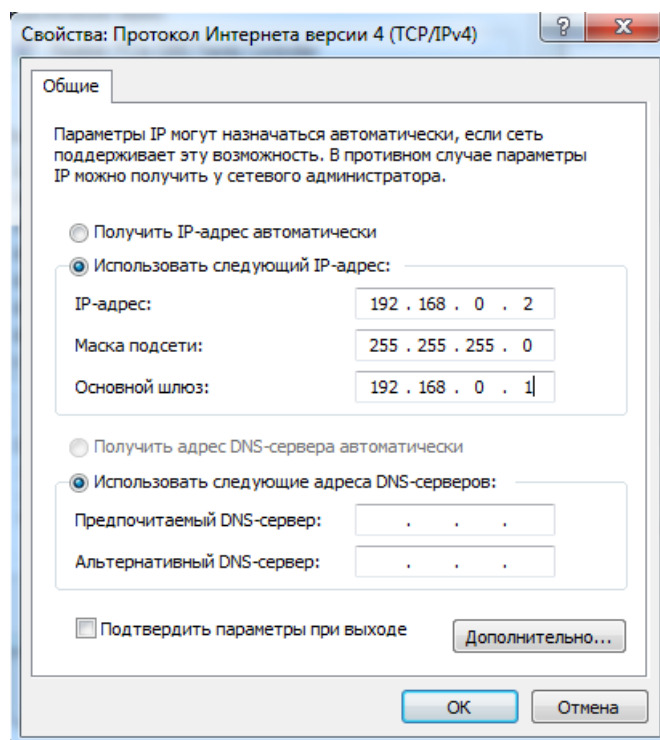 Свойства: Протокол Интернета версии 4 (TCP/IPv4)
Общие
Параметры IP могут назначаться автоматически, если сеть
поддерживает эту возможность. В противном случае параметры
IP можно получить у сетевого администратора.
Получить IP-адрес автоматически
Использовать следующий IP-адрес:
IP-адрес: 192 . 168 . 0 . 2
Маска подсети: 255 . 255 . 255 . 0
Основной шлюз: 192 . 168 . 0 . 1
Получить адрес DNS-сервера автоматически
Использовать следующие адреса DNS-серверов:
Предпочитаемый DNS-сервер: . . .
Альтернативный DNS-сервер: . . .
Подтвердить параметры при выходе
Дополнительно...
ОК Отмена